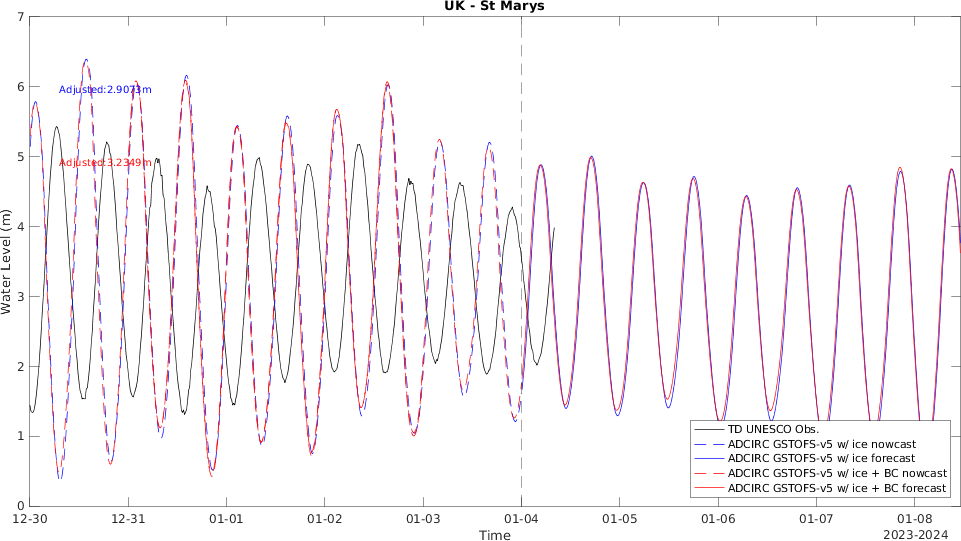 UK - St Marys
7
6
5
4
3
2
1
0
Water Level (m)
Adjusted:2.9073m
Adjusted:3.2349m
TD UNESCO Obs.
ADCIRC GSTOFS-v5 w/ ice nowcast
ADCIRC GSTOFS-v5 w/ ice forecast
ADCIRC GSTOFS-v5 w/ ice + BC nowcast
ADCIRC GSTOFS-v5 w/ ice + BC forecast
12-30 12-31 01-01 01-02 01-03 01-04 01-05 01-06 01-07 01-08
Time
2023-2024